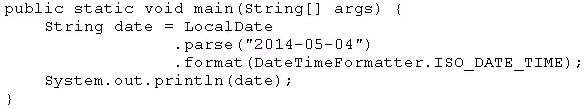 public static void main(String[] args) {
    String date = LocalDate
                  .parse("2014-05-04")
                  .format(DateTimeFormatter.ISO_DATE_TIME);
    System.out.println(date);
}